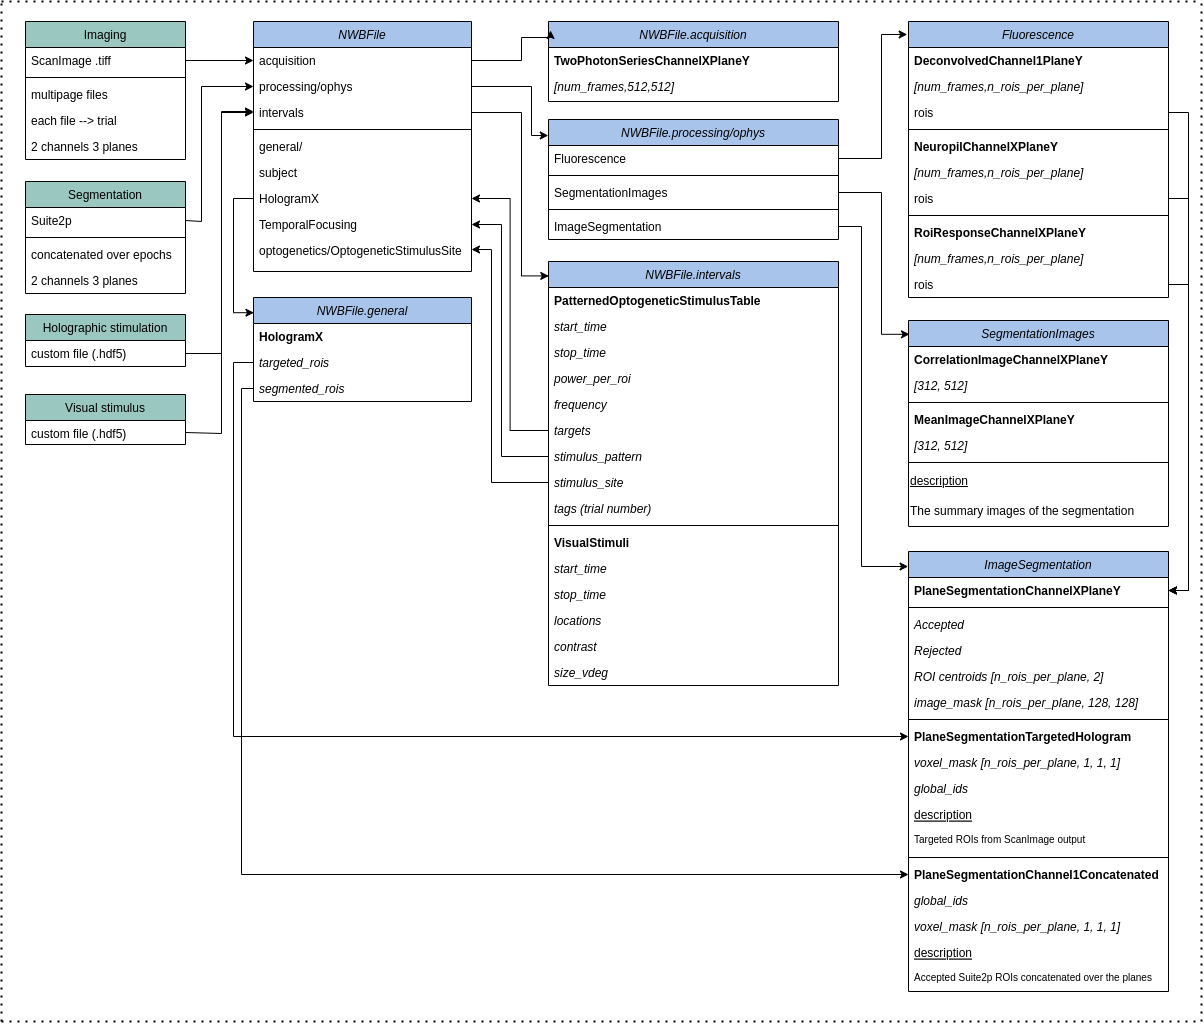 Imaging
ScanImage .tiff
multipage files
each file --> trial
2 channels 3 planes
Segmentation
Suite2p
concatenated over epochs
2 channels 3 planes
Holographic stimulation
custom file (.hdf5)
Visual stimulus
custom file (.hdf5)
NWBFile
acquisition
processing/ophys
intervals
general/
subject
HologramX
TemporalFocusing
optogenetics/OptogeneticStimulusSite
NWBFile.general
HologramX
targeted_rois
segmented_rois
NWBFile.acquisition
TwoPhotonSeriesChannelXPlaneY
[num_frames,512,512]
NWBFile.processing/ophys
Fluorescence
SegmentationImages
ImageSegmentation
NWBFile.intervals
PatternedOptogeneticStimulusTable
start_time
stop_time
power_per_roi
frequency
targets
stimulus_pattern
stimulus_site
tags (trial number)
VisualStimuli
start_time
stop_time
locations
contrast
size_vdeg
Fluorescence
DeconvolvedChannel1PlaneY
[num_frames,n_rois_per_plane]
rois
NeuropilChannelXPlaneY
[num_frames,n_rois_per_plane]
rois
RoiResponseChannelXPlaneY
[num_frames,n_rois_per_plane]
rois
SegmentationImages
CorrelationImageChannelXPlaneY
[312, 512]
MeanImageChannelXPlaneY
[312, 512]
description
The summary images of the segmentation
ImageSegmentation
PlaneSegmentationChannelXPlaneY
Accepted
Rejected
ROI centroids [n_rois_per_plane, 2]
image_mask [n_rois_per_plane, 128, 128]
PlaneSegmentationTargetedHologram
voxel_mask [n_rois_per_plane, 1, 1, 1]
global_ids
description
Targeted ROIs from ScanImage output
PlaneSegmentationChannel1Concatenated
global_ids
voxel_mask [n_rois_per_plane, 1, 1, 1]
description
Accepted Suite2p ROIs concatenated over the planes